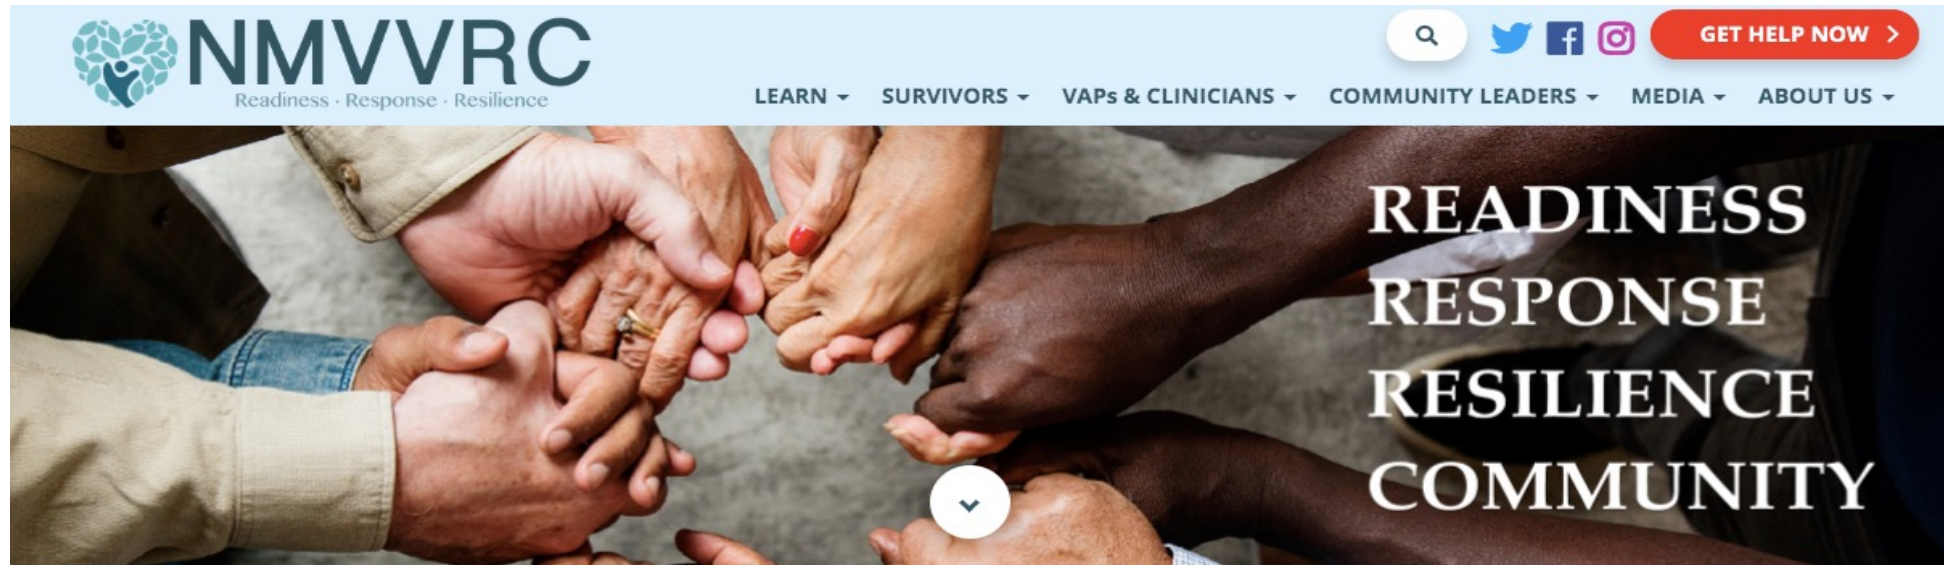 NMVVRC
Readiness · Response · Resilience
GET HELP NOW
LEARN SURVIVORS VAPs & CLINICIANS COMMUNITY LEADERS MEDIA ABOUT US
READINESS
RESPONSE
RESILIENCE
COMMUNITY